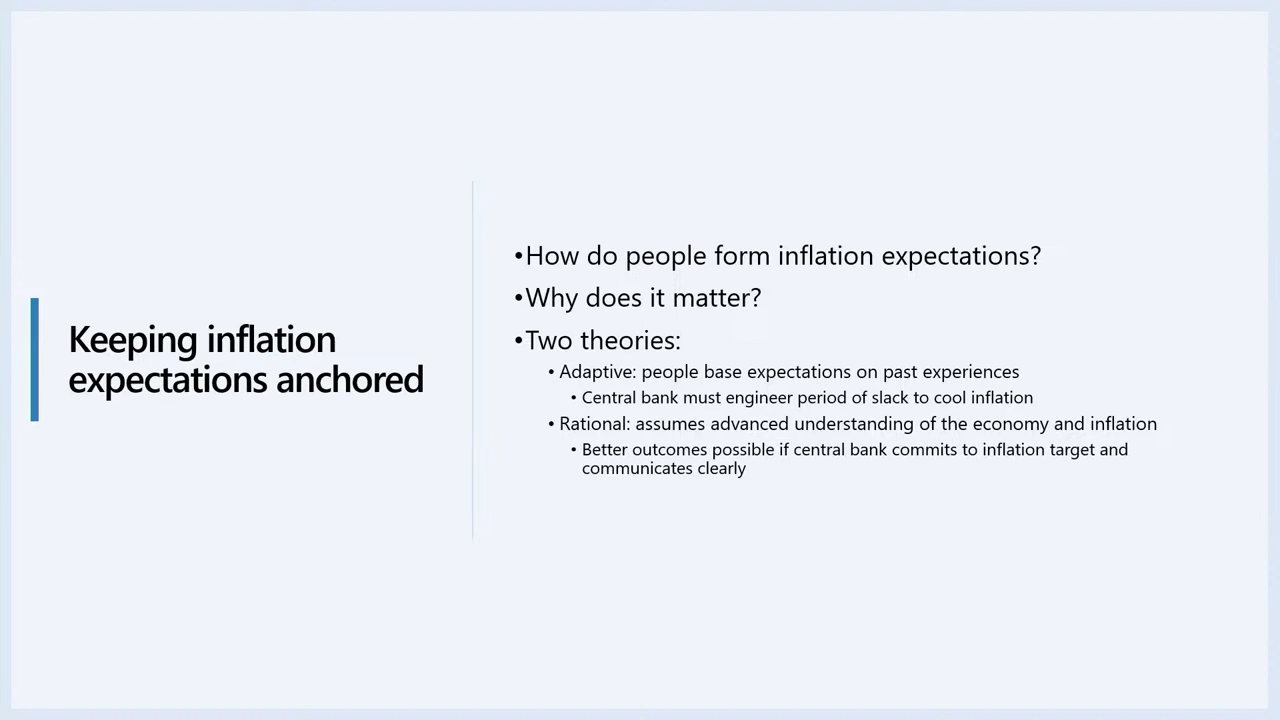 Keeping inflation
expectations anchored
•How do people form inflation expectations?
•Why does it matter?
•Two theories:
• Adaptive: people base expectations on past experiences
• Central bank must engineer period of slack to cool inflation
• Rational: assumes advanced understanding of the economy and inflation
• Better outcomes possible if central bank commits to inflation target and
communicates clearly